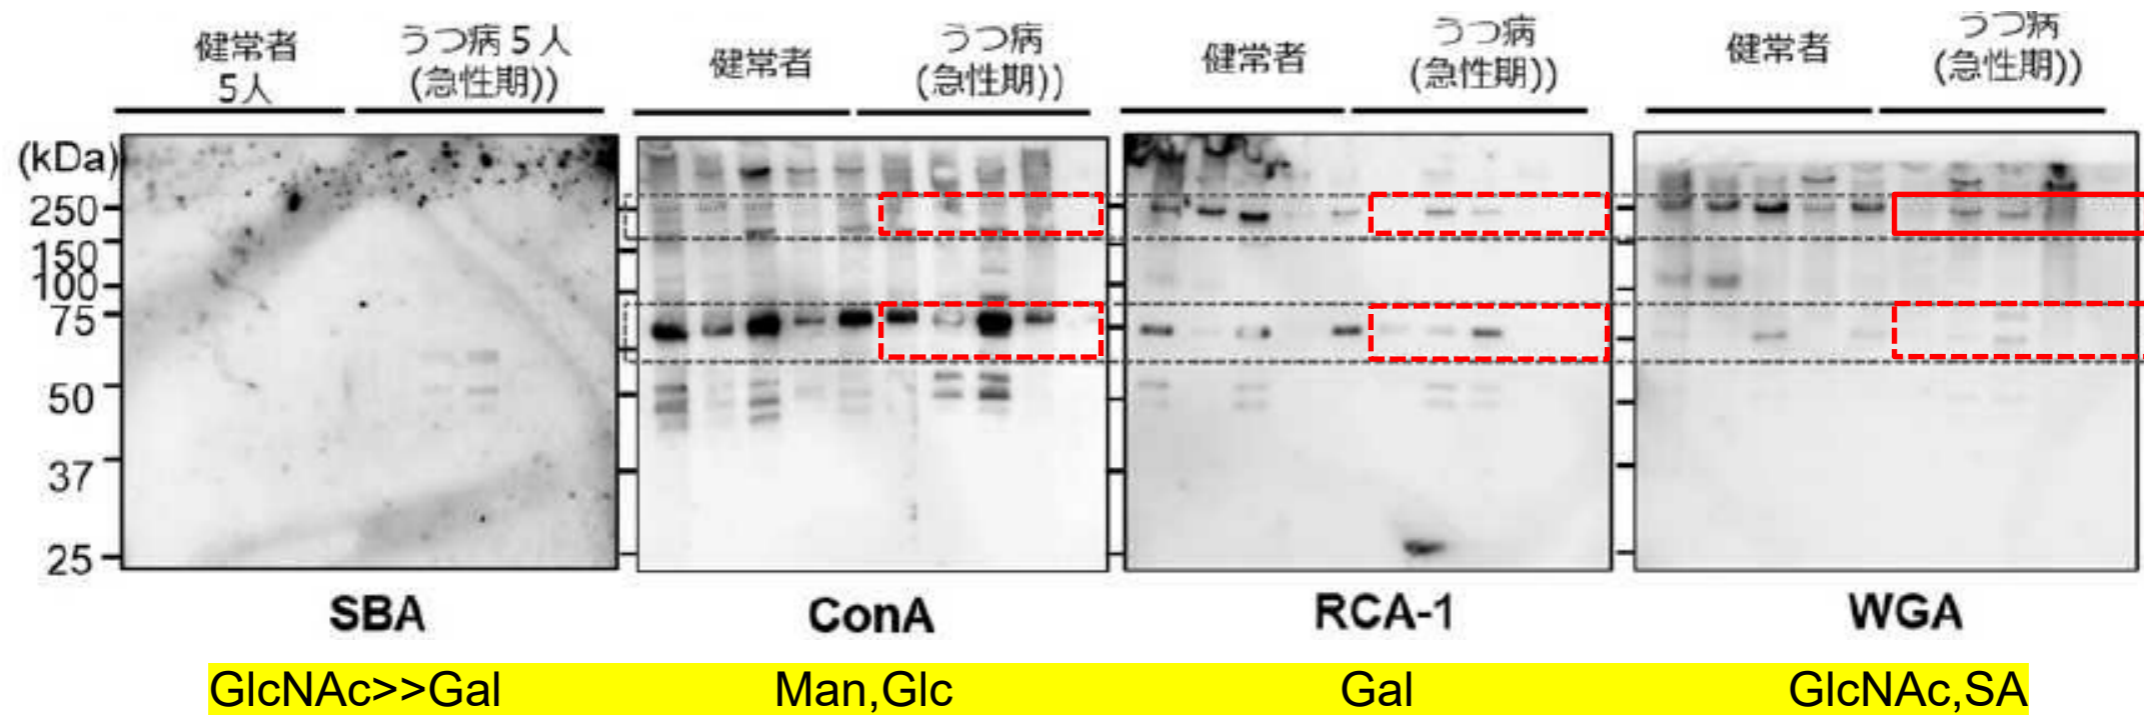 健常者
5人
うつ病 5 人
(急性期))
健常者
うつ病
(急性期))
健常者
うつ病
(急性期))
健常者
うつ病
(急性期))
(kDa)
250
150
100
75
50
37
25
SBA
ConA
RCA-1
WGA
GlcNAc>>Gal
Man,Glc
Gal
GlcNAc,SA